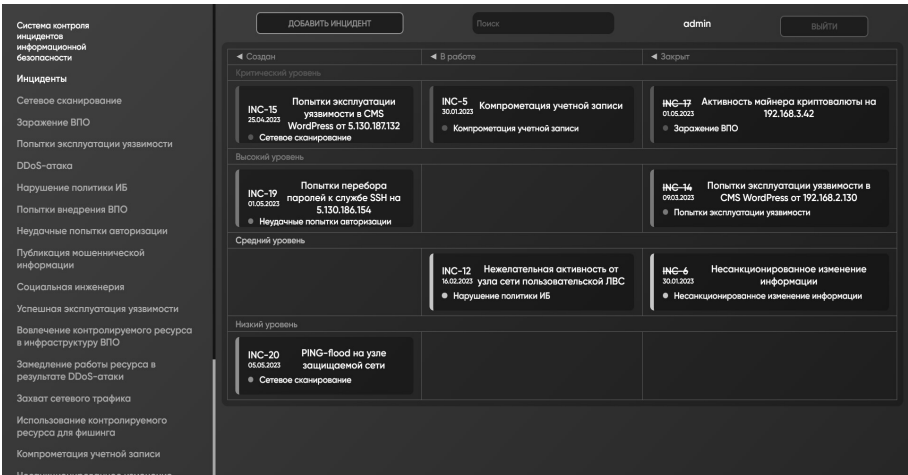 Система контроля
инцидентов
информационной
безопасности
Инциденты
Сетевое сканирование
Заражение ВПО
Попытки эксплуатации уязвимости
DDoS-атака
Нарушение политики ИБ
Попытки внедрения ВПО
Неудачные попытки авторизации
Публикация мошеннической
информации
Социальная инженерия
Успешная эксплуатация уязвимости
Вовлечение контролируемого ресурса
в инфраструктуру ВПО
Замедление работы ресурса в
результате DDoS-атаки
Захват сетевого трафика
Использование контролируемого
ресурса для фишинга
Компрометация учетной записи
Несанкционированное изменение
ДОБАВИТЬ ИНЦИДЕНТ
Поиск
admin
ВЫЙТИ
◀ Создан
◀ В работе
◀ Закрыт
Критический уровень
INC-15
25.04.2023
Попытки эксплуатации
уязвимости в CMS
WordPress от 5.130.187.132
Сетевое сканирование
INC-5
30.01.2023
Компрометация учетной записи
Компрометация учетной записи
INC-17
01.05.2023
Активность майнера криптовалюты на
192.168.3.42
Заражение ВПО
Высокий уровень
INC-19
01.05.2023
Попытки перебора
паролей к службе SSH на
5.130.186.154
Неудачные попытки авторизации
INC-14
09.03.2023
Попытки эксплуатации уязвимости в
CMS WordPress от 192.168.2.130
Попытки эксплуатации уязвимости
Средний уровень
INC-12
16.02.2023
Нежелательная активность от
узла сети пользовательской ЛВС
Нарушение политики ИБ
INC-6
30.01.2023
Несанкционированное изменение
информации
Несанкционированное изменение информации
Низкий уровень
INC-20
05.05.2023
PING-flood на узле
защищаемой сети
Сетевое сканирование